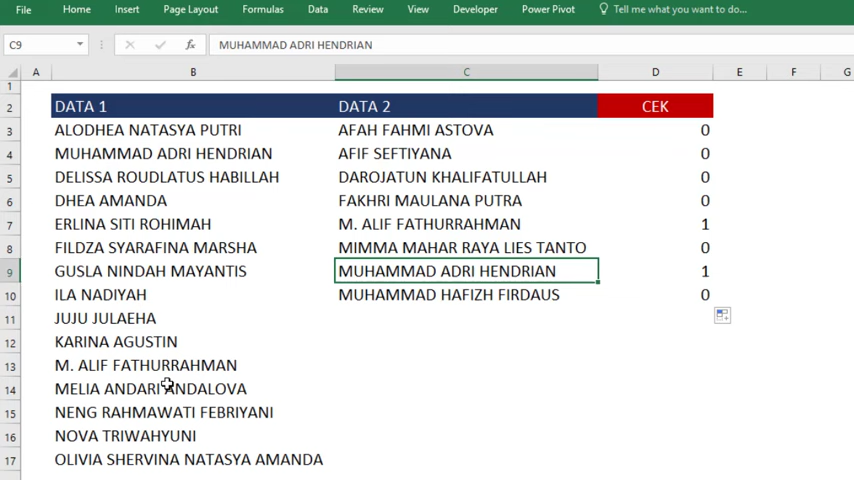 File Home Insert Page Layout Formulas Data Review View Developer Power Pivot Tell me what you want to do...
C9 fx MUHAMMAD ADRI HENDRIAN
A B C D E F G
1
2 DATA 1 DATA 2 CEK
3 ALODHEA NATASYA PUTRI AFAH FAHMI ASTOVA 0
4 MUHAMMAD ADRI HENDRIAN AFIF SEFTIYANA 0
5 DELISSA ROUDLATUS HABILLAH DAROJATUN KHALIFATULLAH 0
6 DHEA AMANDA FAKHRI MAULANA PUTRA 0
7 ERLINA SITI ROHIMAH M. ALIF FATHURRAHMAN 1
8 FILDZA SYARAFINA MARSHA MIMMA MAHAR RAYA LIES TANTO 0
9 GUSLA NINDAH MAYANTIS MUHAMMAD ADRI HENDRIAN 1
10 ILA NADIYAH MUHAMMAD HAFIZH FIRDAUS 0
11 JUJU JULAEHA
12 KARINA AGUSTIN
13 M. ALIF FATHURRAHMAN
14 MELIA ANDARI ANDALOVA
15 NENG RAHMAWATI FEBRIYANI
16 NOVA TRIWAHYUNI
17 OLIVIA SHERVINA NATASYA AMANDA